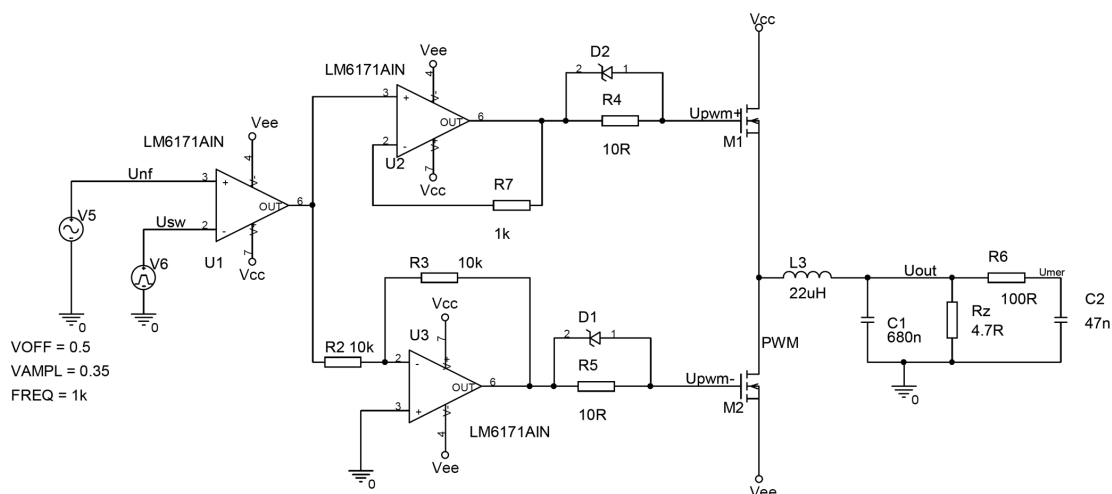 Vcc
Vee
D2
LM6171AIN
4
2
1
V-
R4
3
+
Upwm+
OUT
6
M1
10R
Vee
2
-
V+
LM6171AIN
U2
7
4
Vcc
R7
V-
Unf
3
+
1k
V5
OUT
6
Usw
2
-
V+
V6
U1
7
R3
10k
L3
R6
Vcc
Vcc
Uout
Umer
22uH
100R
C2
0
0
D1
Rz
47n
U3
7
2
1
C1
4.7R
VOFF = 0.5
R2
10k
V+
680n
PWM
2
-
R5
VAMPL = 0.35
OUT
6
Upwm-
0
FREQ = 1k
3
+
V-
10R
M2
4
LM6171AIN
Vee
0
Vee